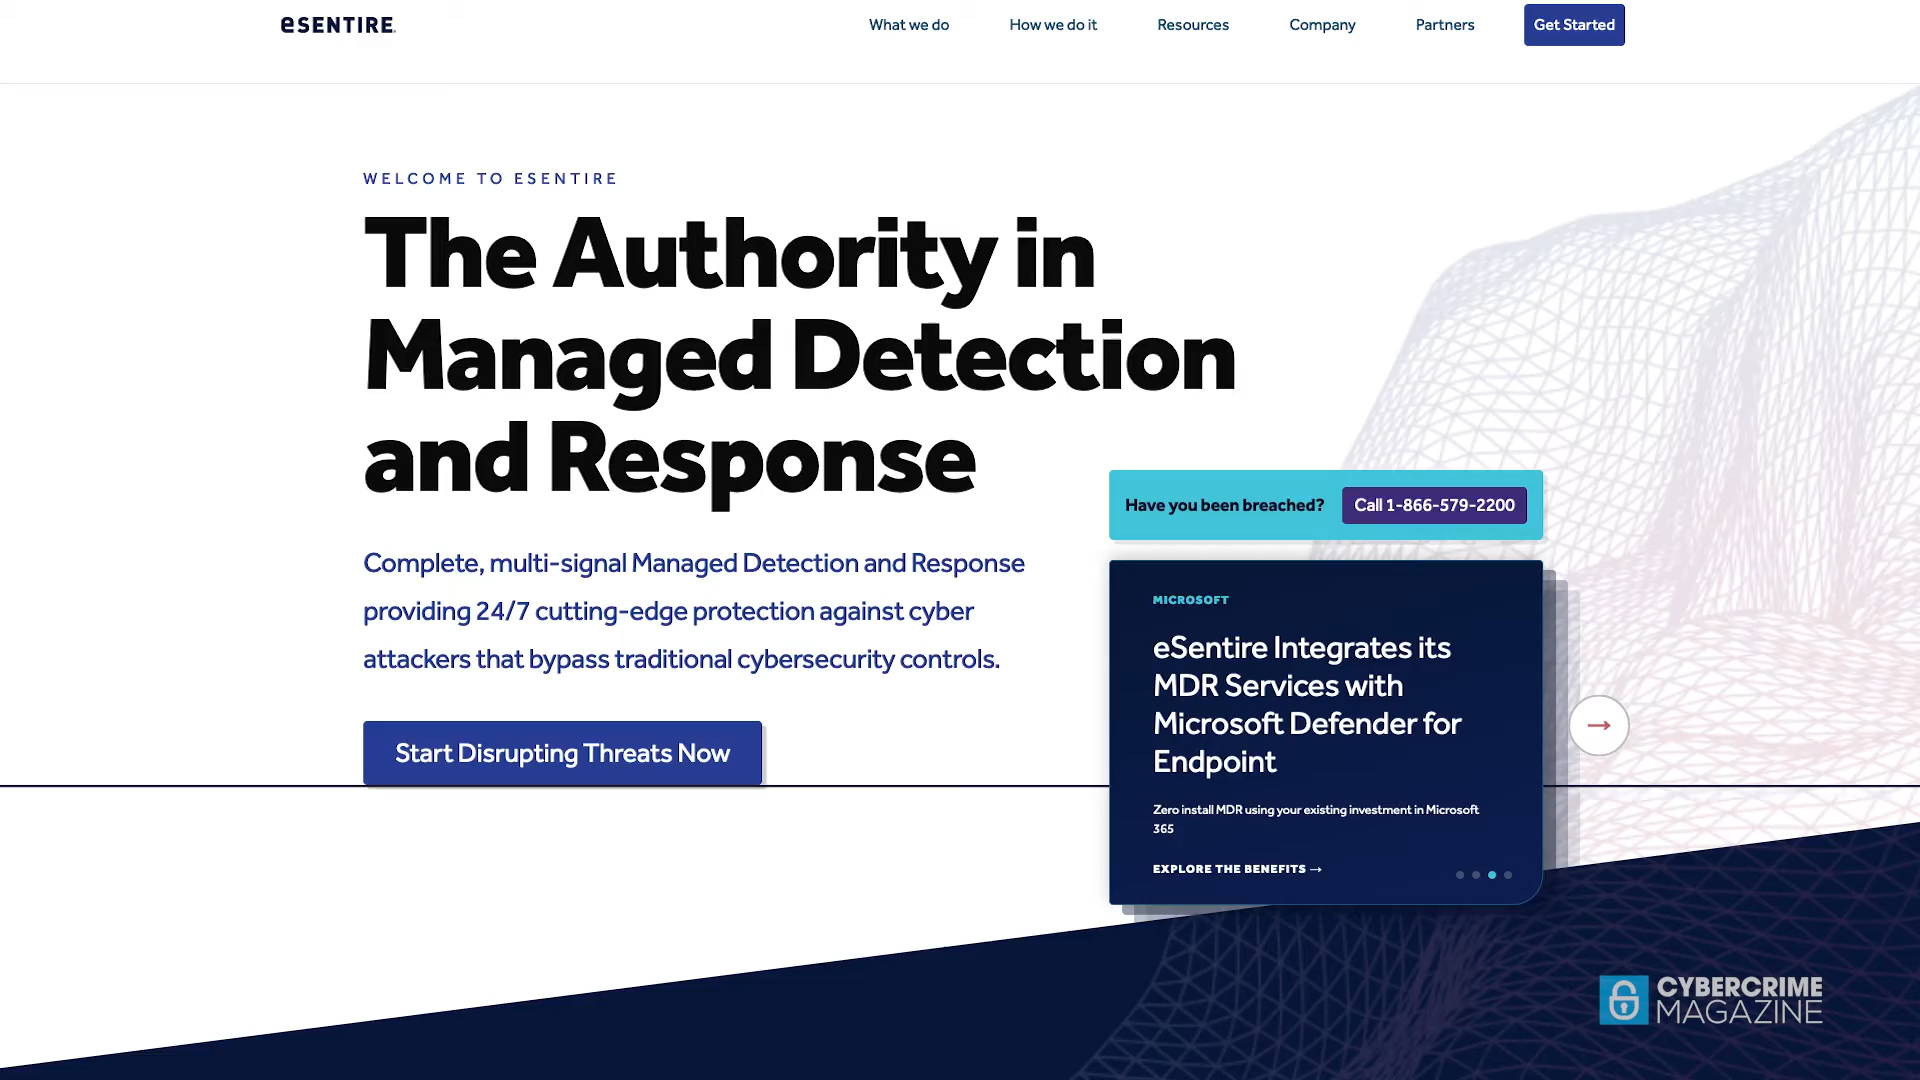 eSENTIRE
What we do
How we do it
Resources
Company
Partners
Get Started
WELCOME TO ESENTIRE
The Authority in
Managed Detection
and Response
Complete, multi-signal Managed Detection and Response
providing 24/7 cutting-edge protection against cyber
attackers that bypass traditional cybersecurity controls.
Start Disrupting Threats Now
Have you been breached?
Call 1-866-579-2200
MICROSOFT
eSentire Integrates its
MDR Services with
Microsoft Defender for
Endpoint
Zero install MDR using your existing investment in Microsoft
365
EXPLORE THE BENEFITS →
CYBERCRIME
MAGAZINE